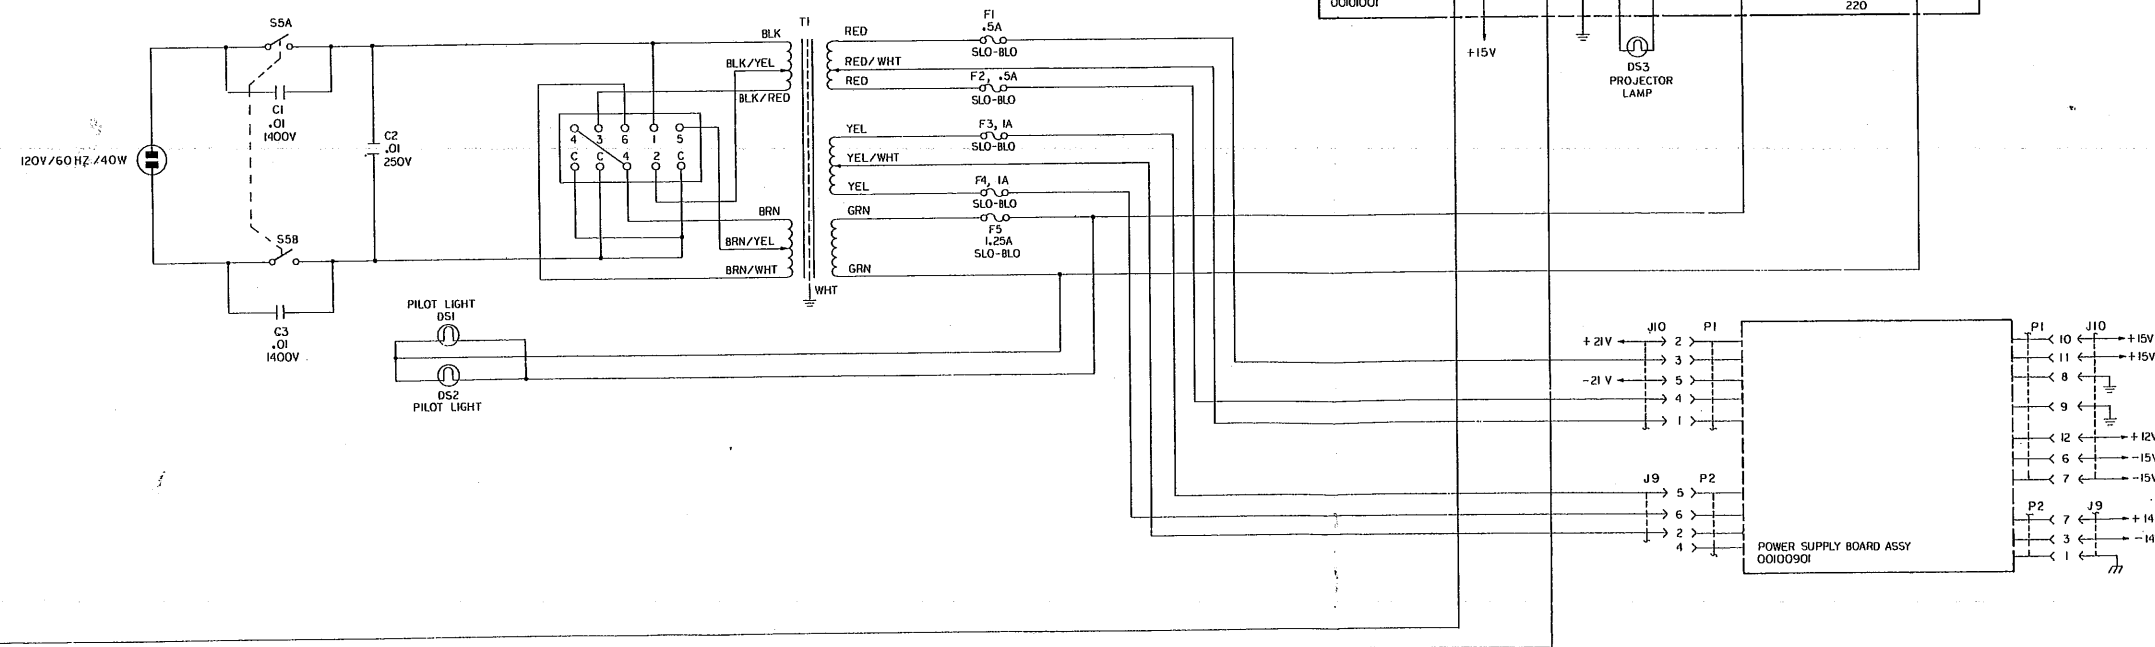 S5A
C1
.01
1400V
120V/60HZ/40W
C2
.01
250V
S5B
C3
.01
1400V
PILOT LIGHT
DS1
DS2
PILOT LIGHT
4 3 6 1 5
C C 4 2 C
BLK
BLK/YEL
BLK/RED
BRN
BRN/YEL
BRN/WHT
T1
WHT
RED
RED/WHT
RED
YEL
YEL/WHT
YEL
GRN
GRN
F1
.5A
SLO-BLO
F2, .5A
SLO-BLO
F3, 1A
SLO-BLO
F4, 1A
SLO-BLO
F5
1.25A
SLO-BLO
00101001
220
+15V
DS3
PROJECTOR
LAMP
J10 P1
+21V 2
3
-21V 5
4
1
J9 P2
5
6
2
4
POWER SUPPLY BOARD ASSY
00100901
P1 J10
10 +15V
11 +15V
8
9
12 +12V
6 -15V
7 -15V
P2 J9
7 +14
3 -14
1